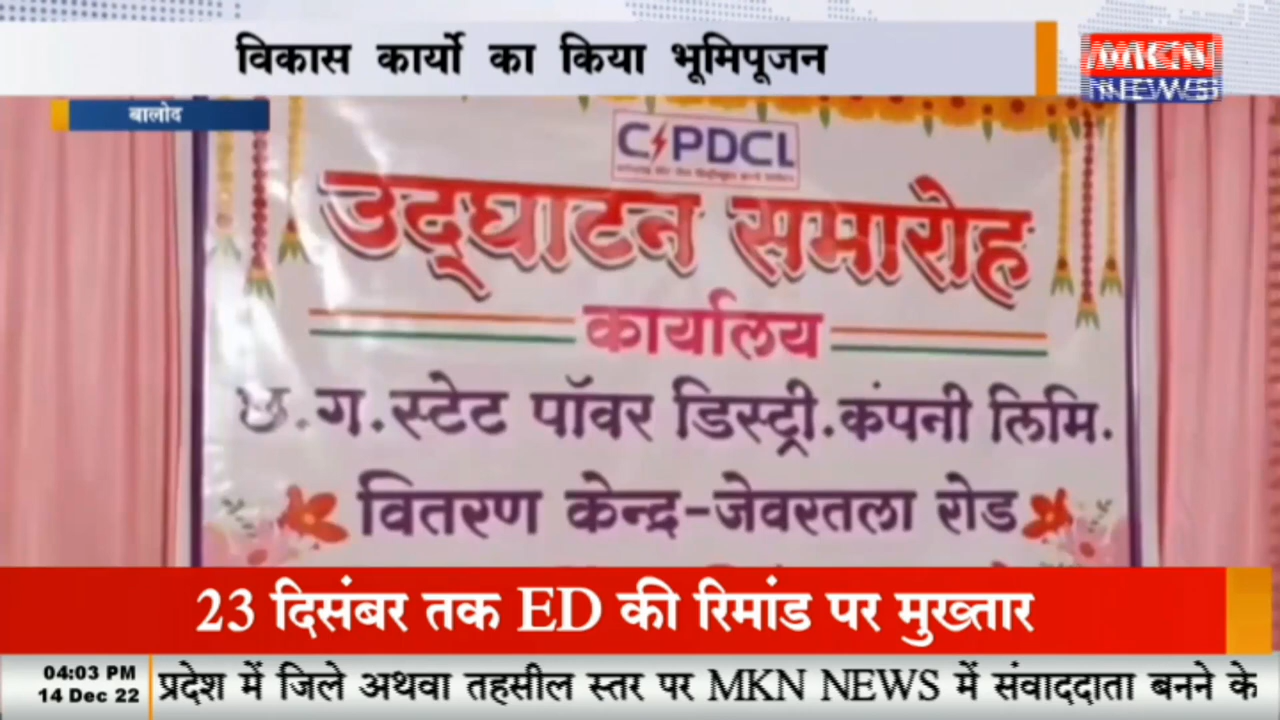 विकास कार्यो का किया भूमिपूजन
MKN
NEWS
बालोद
CSPDCL
उद्घाटन समारोह
कार्यालय
छ.ग.स्टेट पॉवर डिस्ट्री.कंपनी लिमि.
वितरण केन्द्र-जेवरतला रोड
23 दिसंबर तक ED की रिमांड पर मुख्तार
04:03 PM
14 Dec 22
प्रदेश में जिले अथवा तहसील स्तर पर MKN NEWS में संवाददाता बनने के